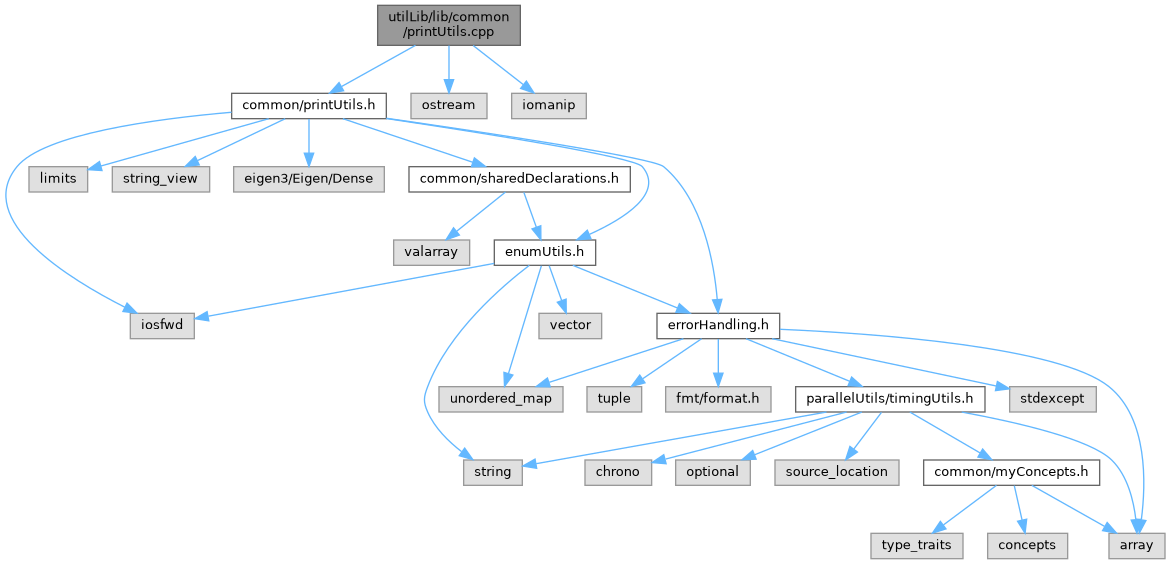 utilLib/lib/common
/printUtils.cpp
common/printUtils.h
ostream
iomanip
limits
string_view
eigen3/Eigen/Dense
common/sharedDeclarations.h
valarray
enumUtils.h
iosfwd
vector
errorHandling.h
unordered_map
tuple
fmt/format.h
parallelUtils/timingUtils.h
stdexcept
string
chrono
optional
source_location
common/myConcepts.h
type_traits
concepts
array